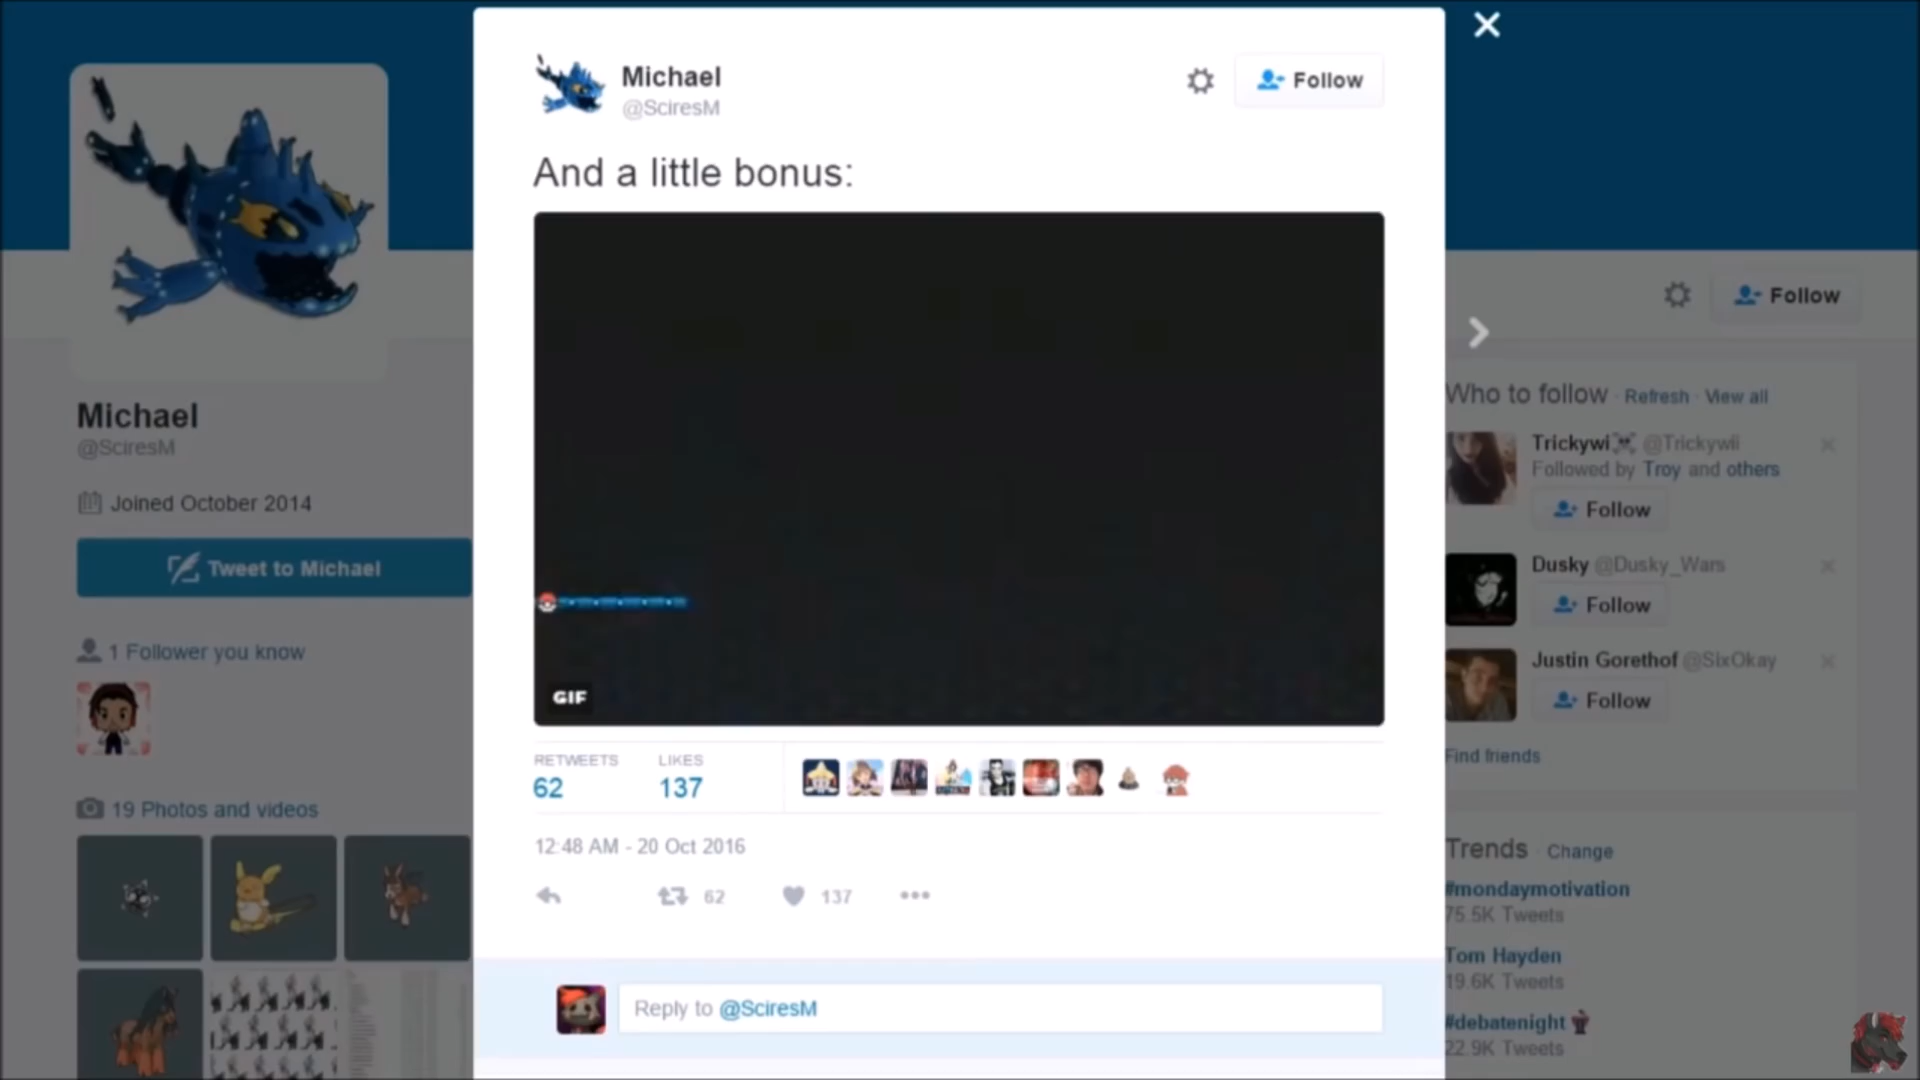 Michael
@SciresM
Follow
And a little bonus:
GIF
RETWEETS
62
LIKES
137
12:48 AM - 20 Oct 2016
62
137
Reply to @SciresM
Michael
@SciresM
Joined October 2014
Tweet to Michael
1 Follower you know
19 Photos and videos
Follow
Who to follow · Refresh · View all
Trickywi @Trickywii
Followed by Troy and others
Follow
Dusky @Dusky_Wars
Follow
Justin Gorethof @SixOkay
Follow
Find friends
Trends · Change
#mondaymotivation
75.5K Tweets
Tom Hayden
19.6K Tweets
#debatenight
22.9K Tweets